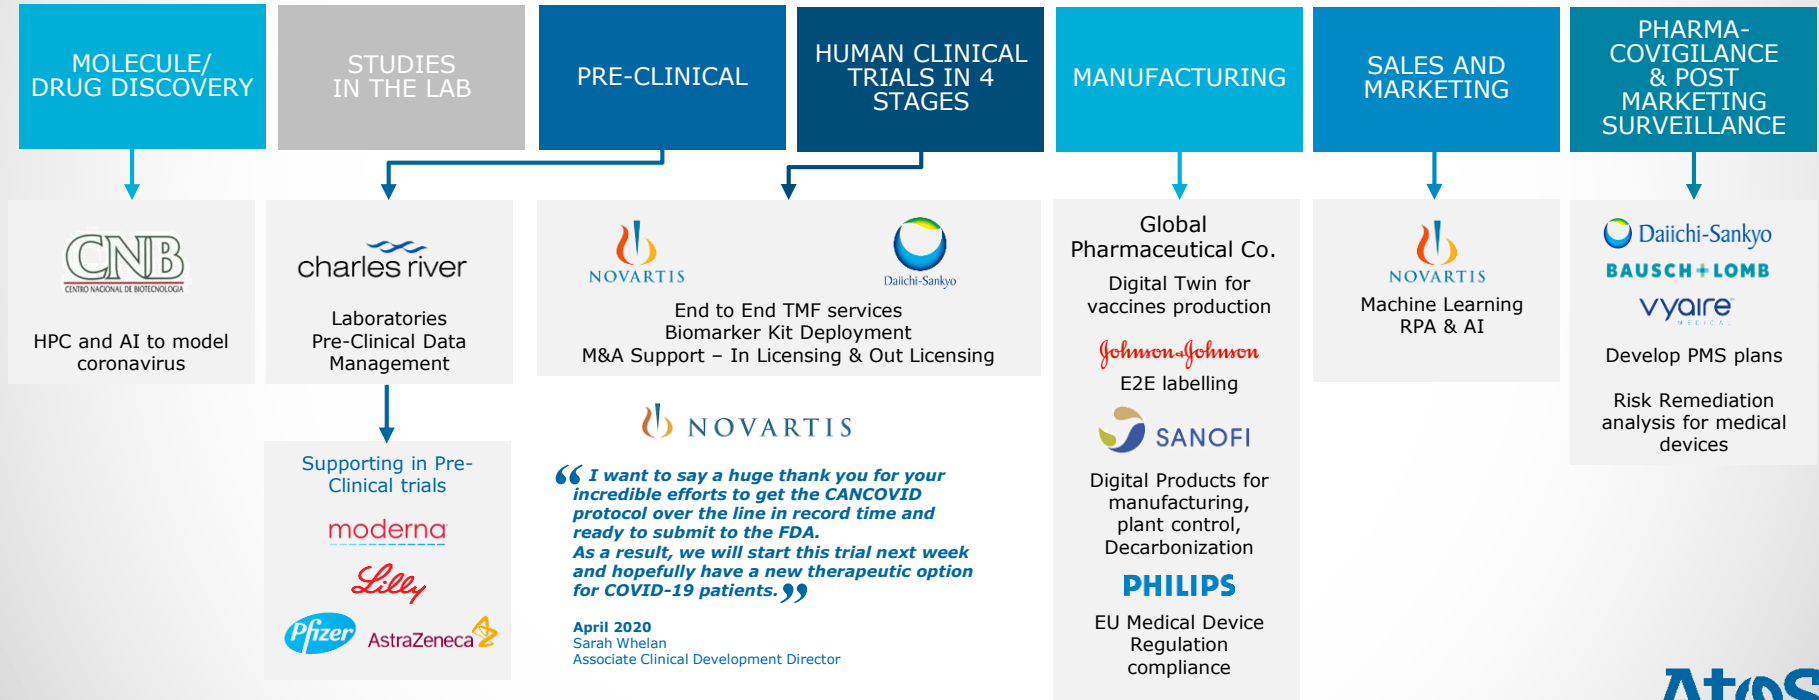 MOLECULE/
DRUG DISCOVERY
STUDIES
IN THE LAB
PRE-CLINICAL
HUMAN CLINICAL
TRIALS IN 4
STAGES
MANUFACTURING
SALES AND
MARKETING
PHARMA-
COVIGILANCE
& POST
MARKETING
SURVEILLANCE
CNB
CENTRO NACIONAL DE BIOTECNOLOGIA
HPC and AI to model
coronavirus
charles river
Laboratories
Pre-Clinical Data
Management
Supporting in Pre-
Clinical trials
moderna
Lilly
Pfizer
AstraZeneca
NOVARTIS
Daiichi-Sankyo
End to End TMF services
Biomarker Kit Deployment
M&A Support – In Licensing & Out Licensing
NOVARTIS
“ I want to say a huge thank you for your
incredible efforts to get the CANCOVID
protocol over the line in record time and
ready to submit to the FDA.
As a result, we will start this trial next week
and hopefully have a new therapeutic option
for COVID-19 patients. ”
April 2020
Sarah Whelan
Associate Clinical Development Director
Global
Pharmaceutical Co.
Digital Twin for
vaccines production
Johnson&Johnson
E2E labelling
SANOFI
Digital Products for
manufacturing,
plant control,
Decarbonization
PHILIPS
EU Medical Device
Regulation
compliance
NOVARTIS
Machine Learning
RPA & AI
Daiichi-Sankyo
BAUSCH+LOMB
vyaire
MEDICAL
Develop PMS plans
Risk Remediation
analysis for medical
devices
Atos